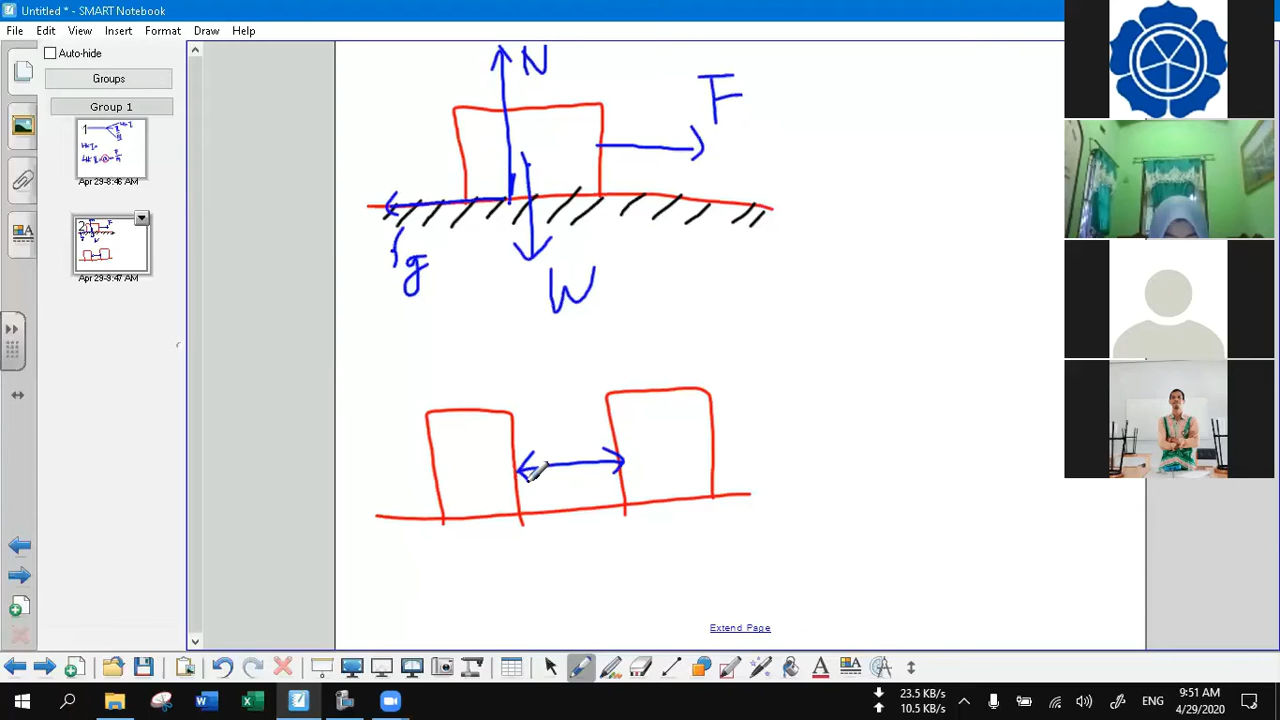 Untitled * - SMART Notebook
File Edit View Insert Format Draw Help
Auto-hide
Groups
Group 1
Apr 29-8:46 AM
2
Apr 29-9:47 AM
N
F
fg
W
Extend Page
23.5 KB/s
10.5 KB/s
ENG
9:51 AM
4/29/2020